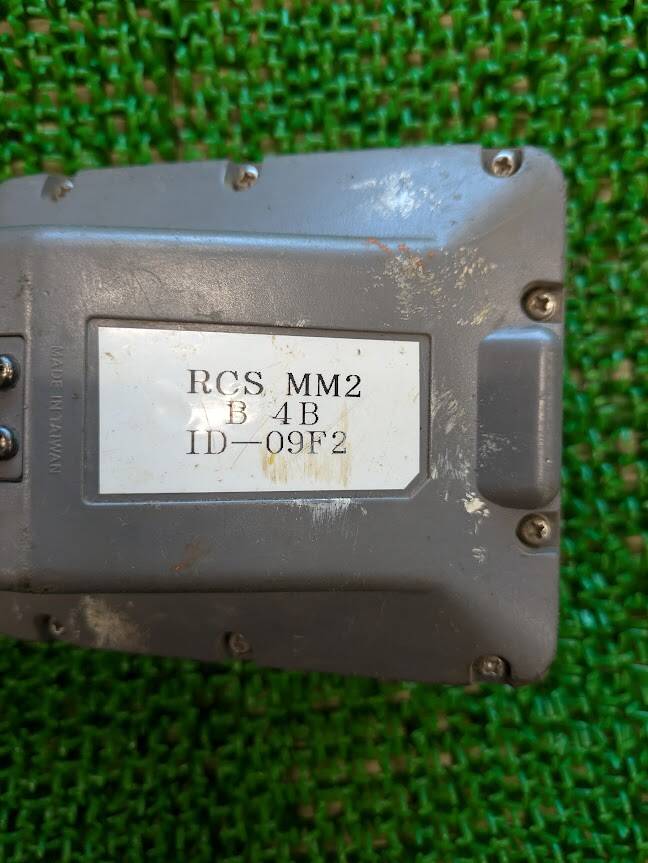 RCS MM2
B 4B
ID—09F2
MADE IN TAIWAN